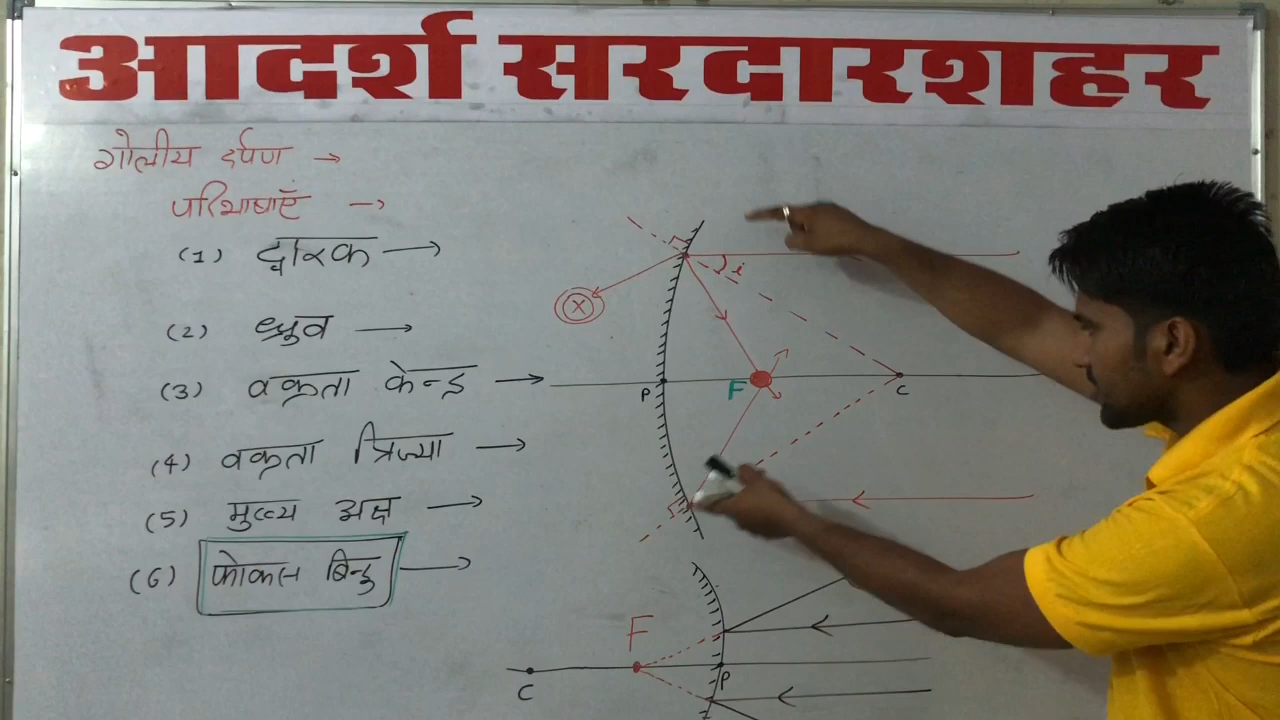 आदर्श सरदारशहर
गोलीय दर्पण →
परिभाषाएँ →
(1) द्वारक →
(2) ध्रुव →
(3) वक्रता केन्द्र →
(4) वक्रता त्रिज्या →
(5) मुख्य अक्ष →
(6) फोकस बिन्दु →
i
X
P F C
F
C P